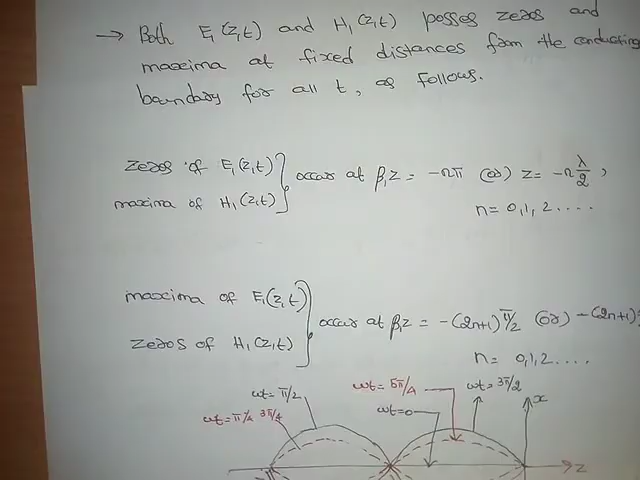 → Both E₁(z,t) and H₁(z,t) posses zeros and
maxima at fixed distances from the conducting
boundary for all t, as follows.
zeros of E₁(z,t)
maxima of H₁(z,t)
occur at β₁z = -nπ (or) z = -n λ/2,
n = 0,1,2....
maxima of E₁(z,t)
zeros of H₁(z,t)
occur at β₁z = -(2n+1)π/2 (or) -(2n+1)
n = 0,1,2....
ωt = π/2
ωt = 5π/4
ωt = 3π/2
ωt = π/4 3π/4
ωt = 0
x
z